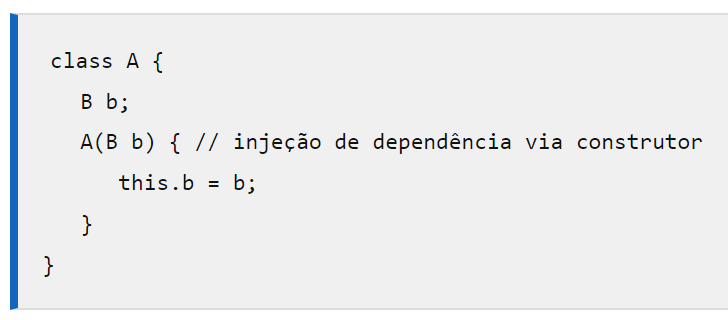 class A {
B b;
A(B b) { // injeção de dependência via construtor
this.b = b;
}
}